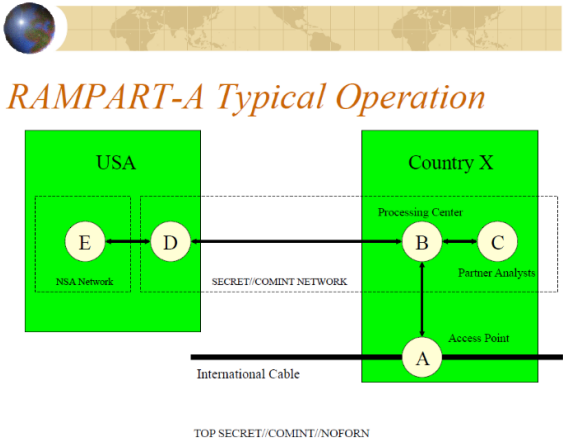 RAMPART-A Typical Operation
USA
Country X
Processing Center
E
D
B
C
NSA Network
SECRET//COMINT NETWORK
Partner Analysts
Access Point
A
International Cable
TOP SECRET//COMINT//NOFORN